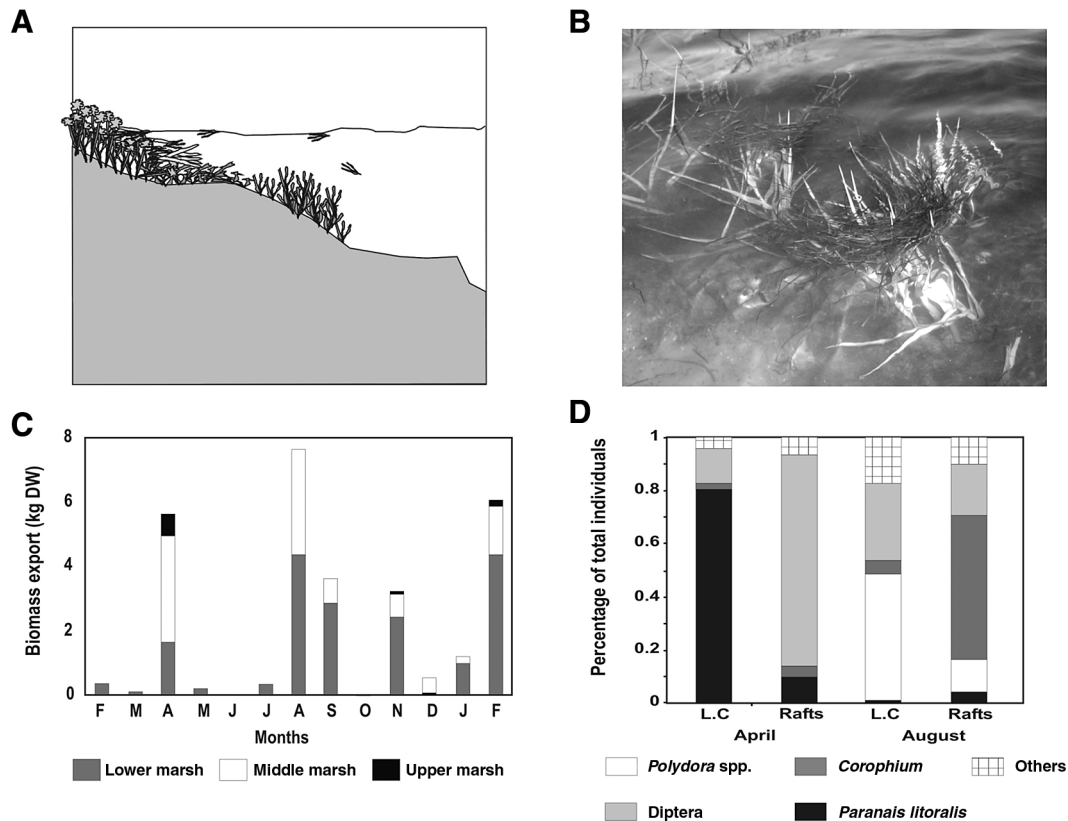 A
B
C
8
6
4
2
0
Biomass export (kg DW)
F M A M J J A S O N D J F
Months
Lower marsh Middle marsh Upper marsh
D
1
0.8
0.6
0.4
0.2
0
Percentage of total individuals
L.C Rafts L.C Rafts
April August
Polydora spp. Corophium Others
Diptera Paranais litoralis